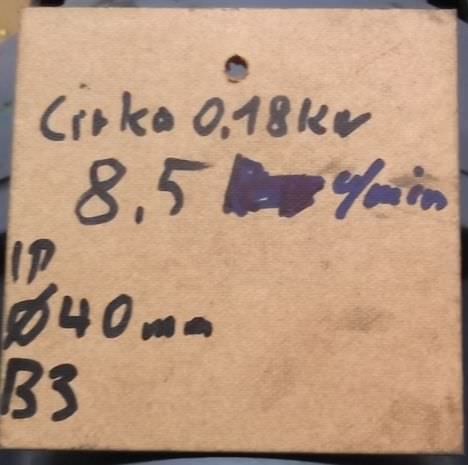 Cirka 0,18kw
8,5 r/min
IP
Ø40mm
B3